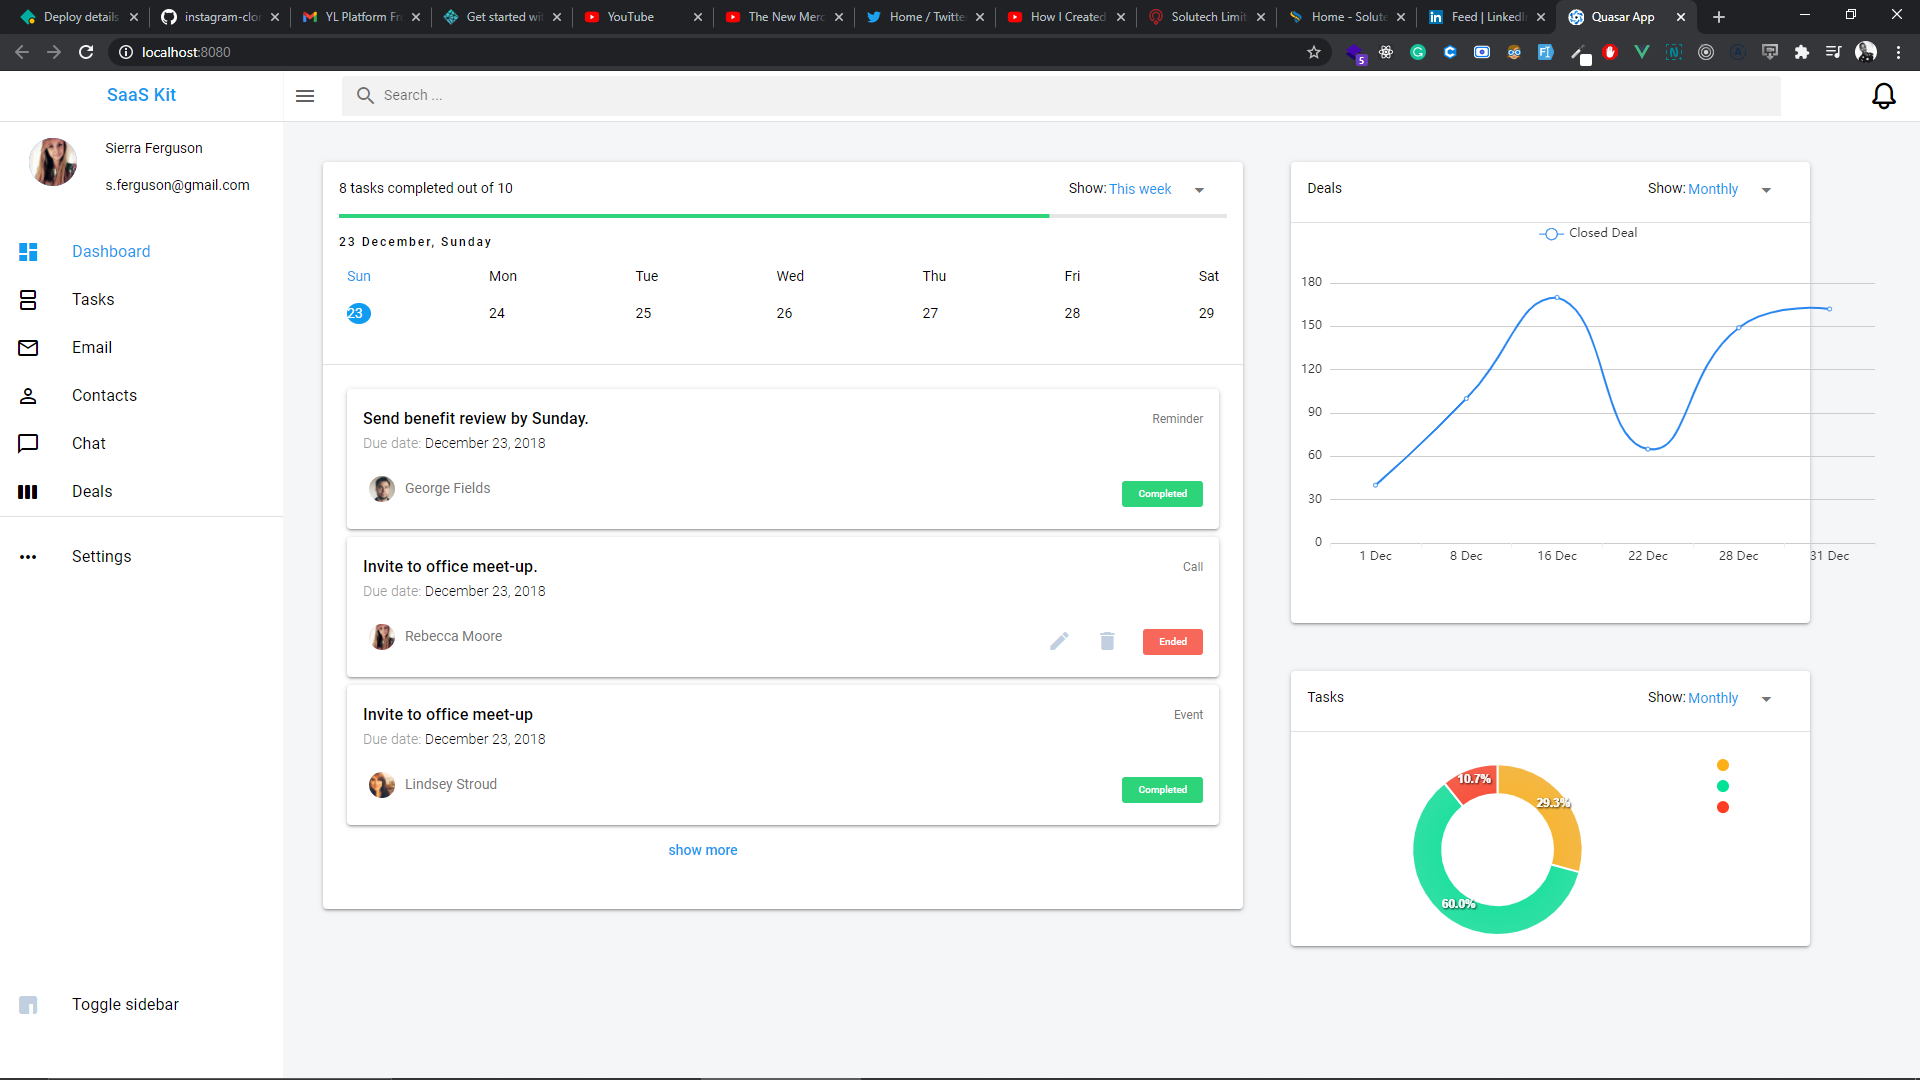 Deploy details
instagram-clo
YL Platform Fr
Get started wi
YouTube
The New Merc
Home / Twitte
How I Created
Solutech Limit
Home - Solute
Feed | LinkedI
Quasar App
localhost:8080
5
SaaS Kit
Search ...
Sierra Ferguson
s.ferguson@gmail.com
Dashboard
Tasks
Email
Contacts
Chat
Deals
Settings
Toggle sidebar
8 tasks completed out of 10
Show: This week
23 December, Sunday
Sun Mon Tue Wed Thu Fri Sat
23 24 25 26 27 28 29
Send benefit review by Sunday.
Reminder
Due date: December 23, 2018
George Fields
Completed
Invite to office meet-up.
Call
Due date: December 23, 2018
Rebecca Moore
Ended
Invite to office meet-up
Event
Due date: December 23, 2018
Lindsey Stroud
Completed
show more
Deals
Show: Monthly
Closed Deal
180
150
120
90
60
30
0
1 Dec 8 Dec 16 Dec 22 Dec 28 Dec 31 Dec
Tasks
Show: Monthly
10.7%
29.3%
60.0%